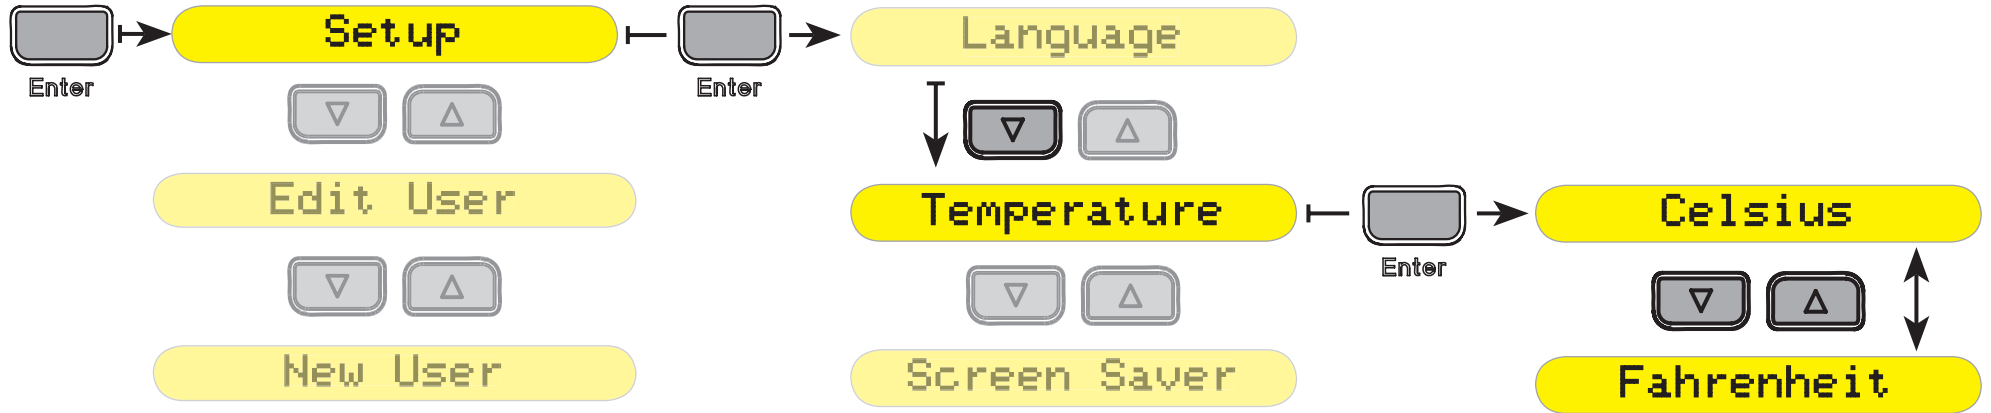 Setup
Enter
Edit User
New User
Enter
Language
Temperature
Screen Saver
Enter
Celsius
Fahrenheit